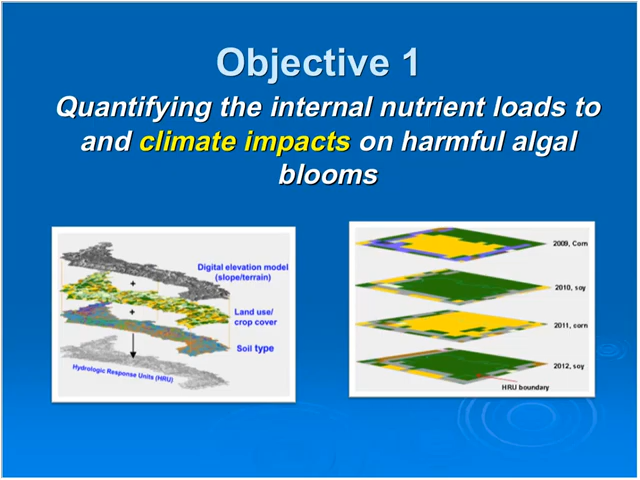 Objective 1
Quantifying the internal nutrient loads to
and climate impacts on harmful algal
blooms
Digital elevation model
(slope/terrain)
+
Land use/
crop cover
+
Soil type
Hydrologic Response Units (HRU)
2009, Corn
2010, soy
2011, corn
2012, soy
HRU boundary